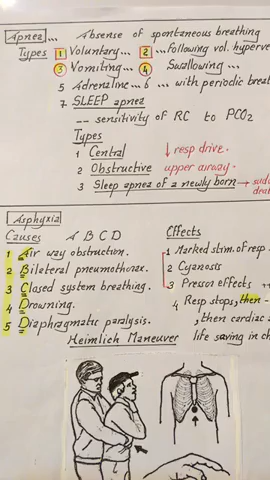 Apnea... Absence of spontaneous breathing
Types 1 Voluntary... 2 ...following vol. hyperve
3 Vomiting... 4 Swallowing...
5 Adrenaline... 6 ... with periodic breat
7 SLEEP apnea
-- sensitivity of RC to PCO2
Types
1 Central ↓ resp drive.
2 Obstructive upper airway.
3 Sleep apnea of a newly born → sud
deat
Asphyxia
Causes A B C D Effects
1 Air way obstruction. 1 Marked stim. of resp
2 Bilateral pneumothorax. 2 Cyanosis
3 Closed system breathing. 3 Pressor effects
4 Drowning. 4 Resp stops, then
5 Diaphragmatic paralysis. , then cardiac
Heimlich Maneuver life saving in ch